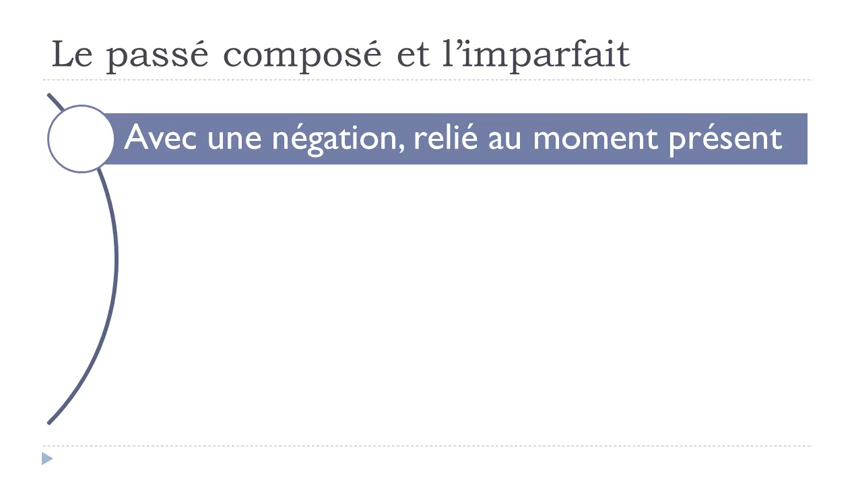 Le passé composé et l’imparfait
Avec une négation, relié au moment présent